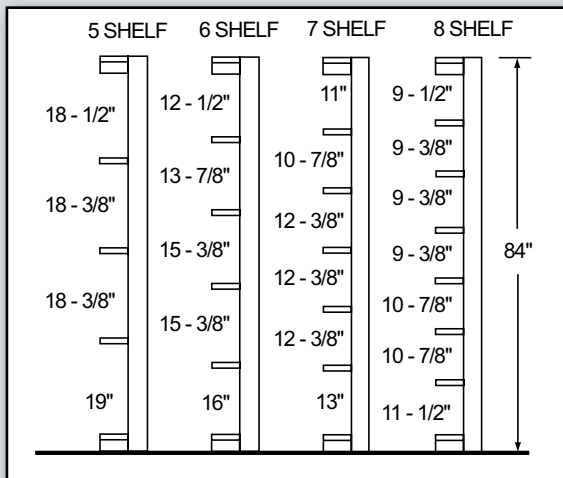 5 SHELF
6 SHELF
7 SHELF
8 SHELF
18 - 1/2"
18 - 3/8"
18 - 3/8"
19"
12 - 1/2"
13 - 7/8"
15 - 3/8"
15 - 3/8"
16"
11"
10 - 7/8"
12 - 3/8"
12 - 3/8"
12 - 3/8"
13"
9 - 1/2"
9 - 3/8"
9 - 3/8"
9 - 3/8"
10 - 7/8"
10 - 7/8"
11 - 1/2"
84"